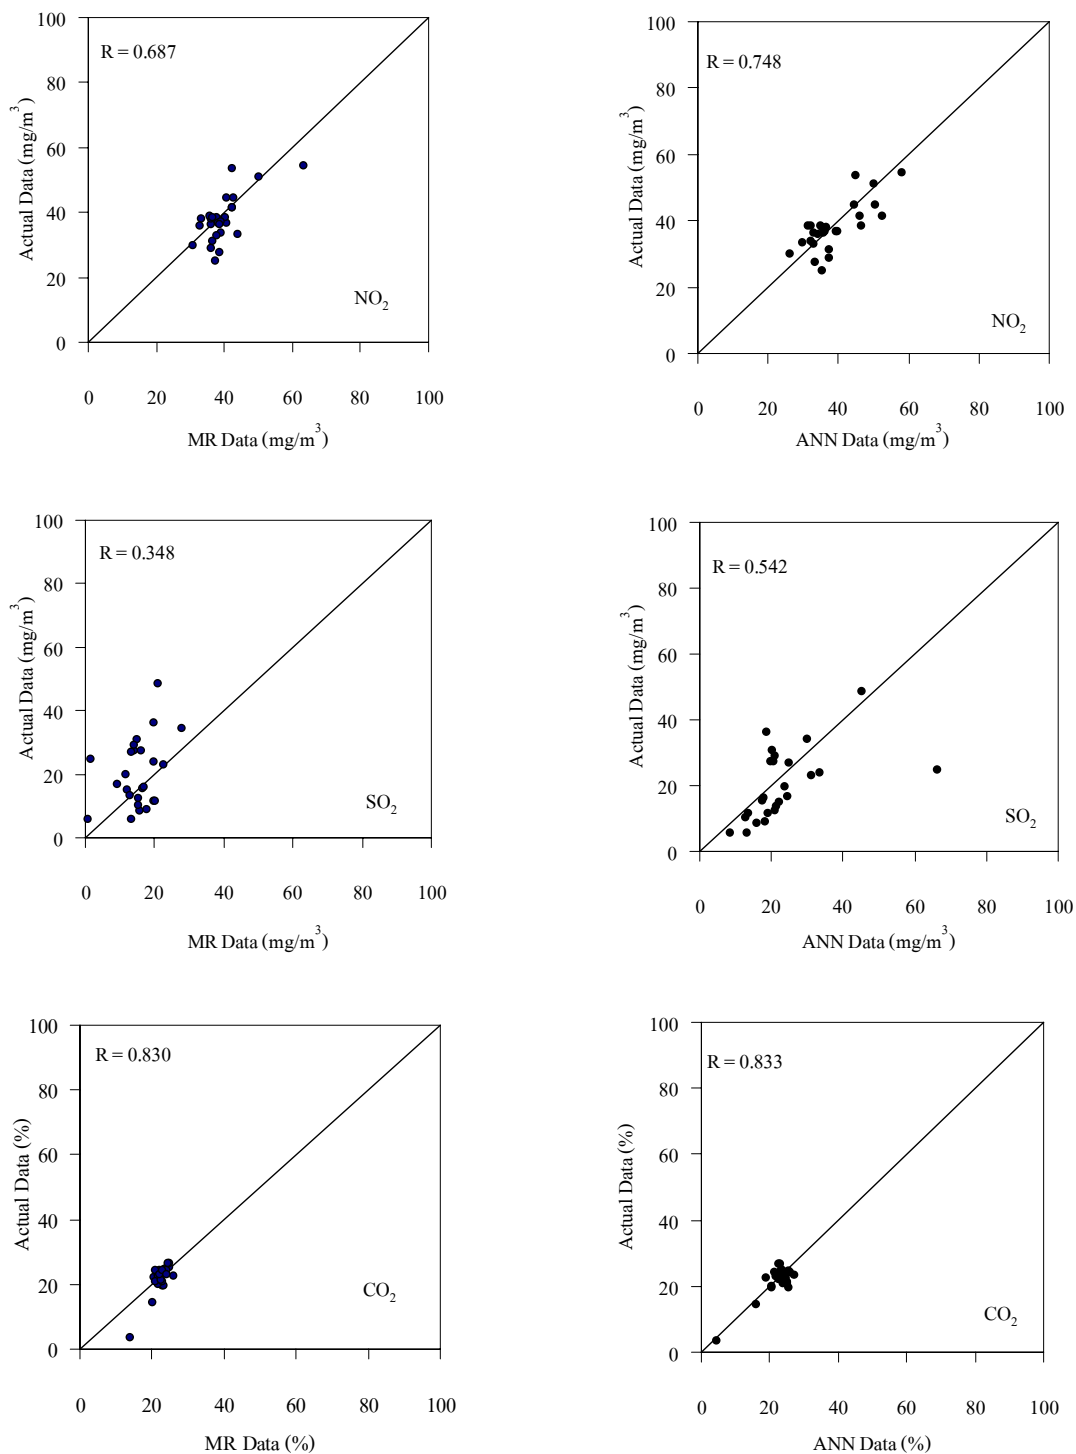 100
R = 0.687
80
60
40
20
0
Actual Data (mg/m³)
NO₂
0 20 40 60 80 100
MR Data (mg/m³)
100
R = 0.748
80
60
40
20
0
Actual Data (mg/m³)
NO₂
0 20 40 60 80 100
ANN Data (mg/m³)
100
R = 0.348
80
60
40
20
0
Actual Data (mg/m³)
SO₂
0 20 40 60 80 100
MR Data (mg/m³)
100
R = 0.542
80
60
40
20
0
Actual Data (mg/m³)
SO₂
0 20 40 60 80 100
ANN Data (mg/m³)
100
R = 0.830
80
60
40
20
0
Actual Data (%)
CO₂
0 20 40 60 80 100
MR Data (%)
100
R = 0.833
80
60
40
20
0
Actual Data (%)
CO₂
0 20 40 60 80 100
ANN Data (%)